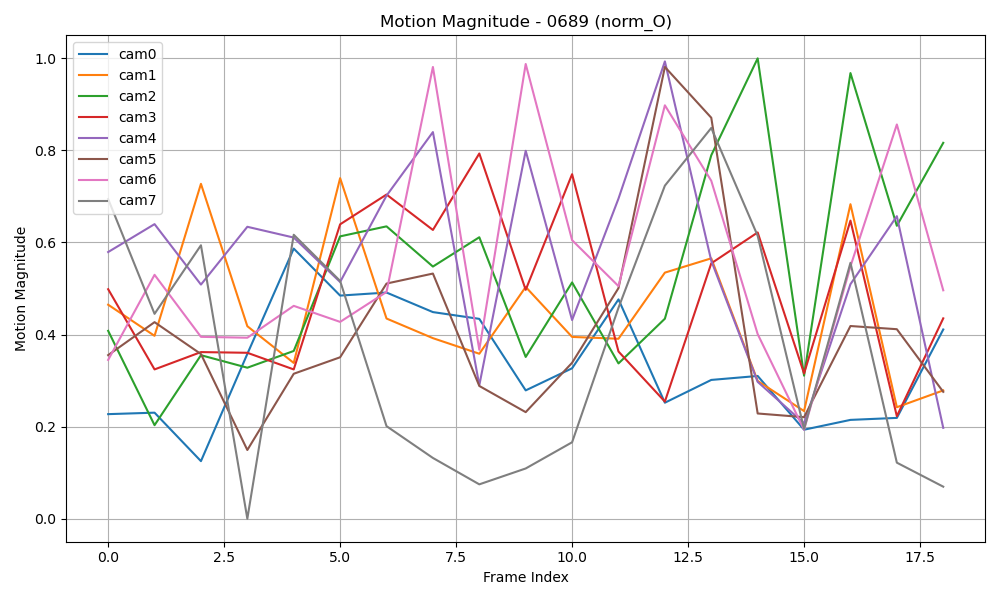 Motion Magnitude - 0689 (norm_O)
cam0
cam1
cam2
cam3
cam4
cam5
cam6
cam7
Motion Magnitude
1.0
0.8
0.6
0.4
0.2
0.0
0.0 2.5 5.0 7.5 10.0 12.5 15.0 17.5
Frame Index